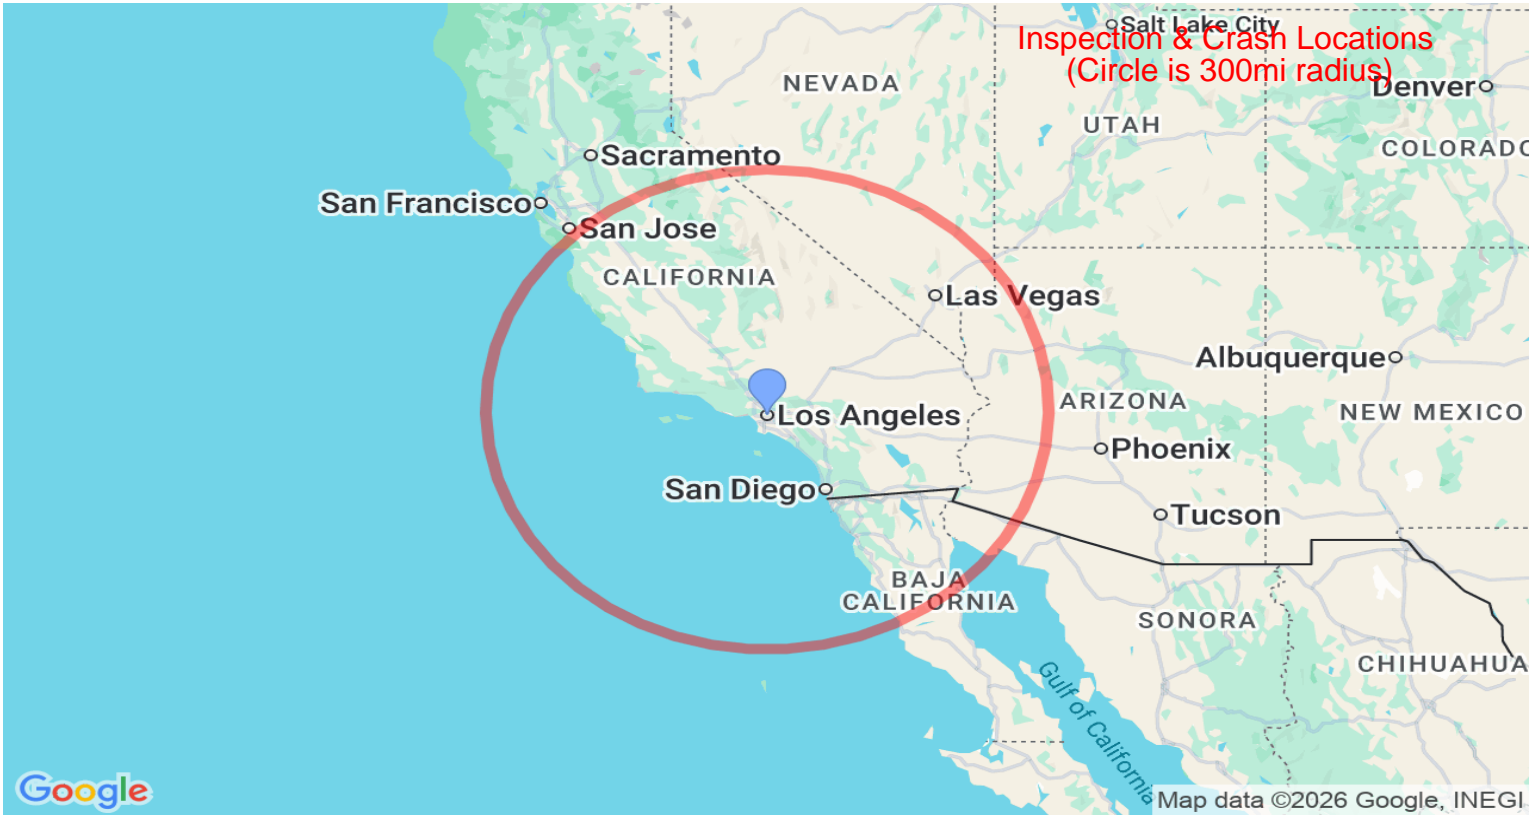 Salt Lake City
Inspection & Crash Locations
(Circle is 300mi radius)
NEVADA
Denver
UTAH
COLORADO
Sacramento
San Francisco
San Jose
CALIFORNIA
Las Vegas
Albuquerque
ARIZONA
Los Angeles
NEW MEXICO
Phoenix
San Diego
Tucson
BAJA
CALIFORNIA
SONORA
CHIHUAHUA
Gulf of California
Google
Map data ©2026 Google, INEGI